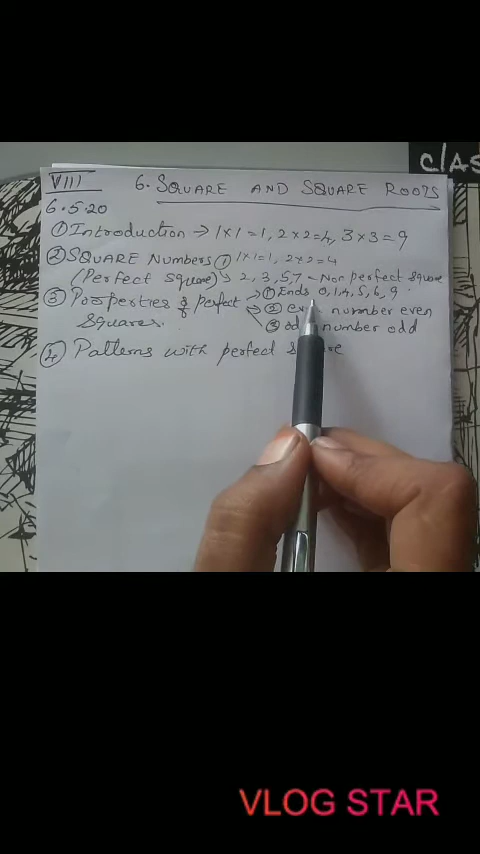 CLAS
VIII 6. SQUARE AND SQUARE ROOTS
6.5.20
① Introduction → 1×1=1, 2×2=4, 3×3=9
② SQUARE Numbers ① 1×1=1, 2×2=4
(Perfect Square) ↘ 2, 3, 5, 7 – Non perfect Square
③ Properties of perfect → ① Ends 0,1,4,5,6,9.
Squares. → ② number even
③ number odd
④ Patterns with perfect
VLOG STAR